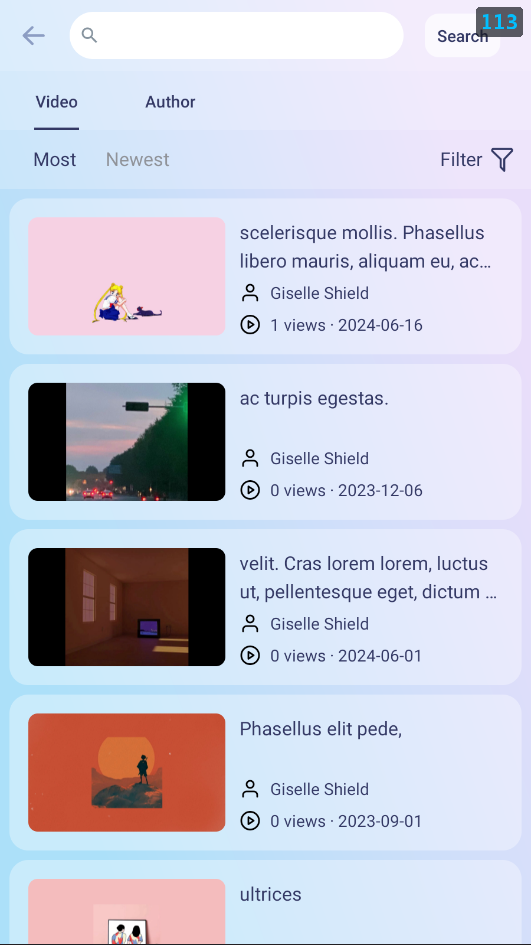 113
Search
Video
Author
Most
Newest
Filter
scelerisque mollis. Phasellus
libero mauris, aliquam eu, ac...
Giselle Shield
1 views · 2024-06-16
ac turpis egestas.
Giselle Shield
0 views · 2023-12-06
velit. Cras lorem lorem, luctus
ut, pellentesque eget, dictum ...
Giselle Shield
0 views · 2024-06-01
Phasellus elit pede,
Giselle Shield
0 views · 2023-09-01
ultrices